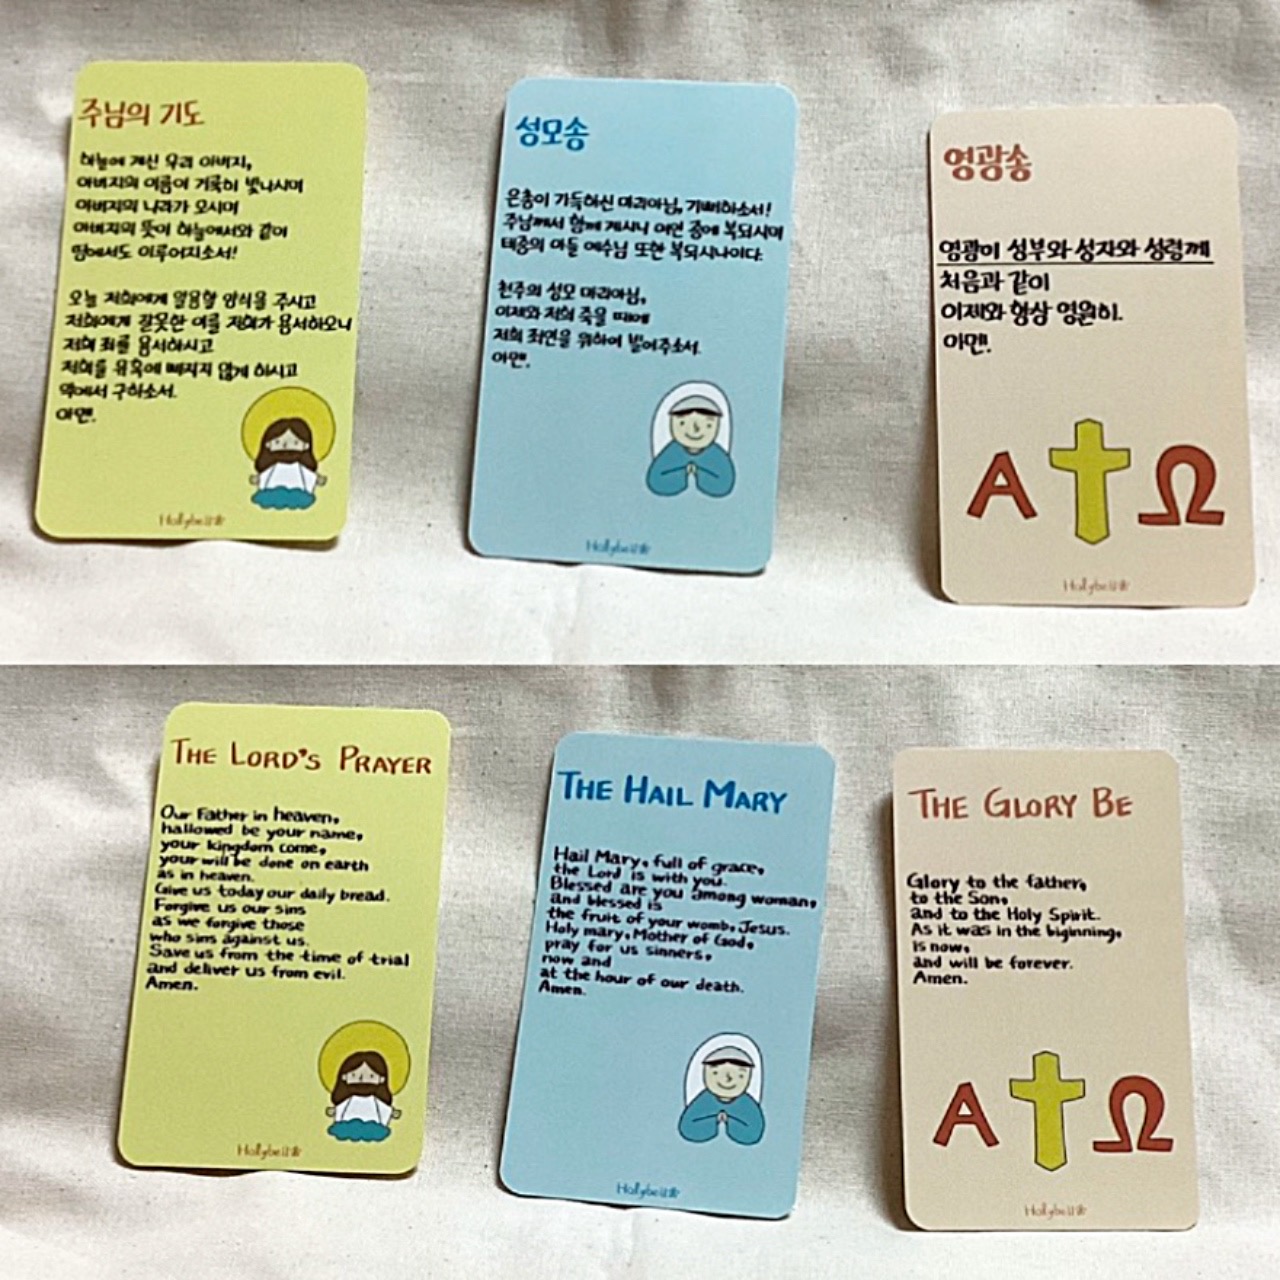 주님의 기도
하늘에 계신 우리 아버지,
아버지의 이름이 거룩히 빛나시며
아버지의 나라가 오시며
아버지의 뜻이 하늘에서와 같이
땅에서도 이루어지소서!
오늘 저희에게 일용할 양식을 주시고
저희에게 잘못한 이를 저희가 용서하오니
저희 죄를 용서하시고
저희를 유혹에 빠지지 않게 하시고
악에서 구하소서.
아멘.
Hollybell
성모송
은총이 가득하신 마리아님, 기뻐하소서!
주님께서 함께 계시니 여인 중에 복되시며
태중의 아들 예수님 또한 복되시나이다.
천주의 성모 마리아님,
이제와 저희 죽을 때에
저희 죄인을 위하여 빌어주소서.
아멘.
Hollybell
영광송
영광이 성부와 성자와 성령께
처음과 같이
이제와 항상 영원히.
아멘.
Α Ω
Hollybell
THE LORD'S PRAYER
Our Father in heaven,
hallowed be your name,
your kingdom come,
your will be done on earth
as in heaven.
Give us today our daily bread.
Forgive us our sins
as we forgive those
who sins against us.
Save us from the time of trial
and deliver us from evil.
Amen.
Hollybell
THE HAIL MARY
Hail Mary, full of grace,
the Lord is with you.
Blessed are you among woman,
and blessed is
the fruit of your womb, Jesus.
Holy mary, Mother of God,
pray for us sinners,
now and
at the hour of our death.
Amen.
Hollybell
THE GLORY BE
Glory to the father,
to the Son,
and to the Holy Spirit.
As it was in the biginning,
is now,
and will be forever.
Amen.
Α Ω
Hollybell